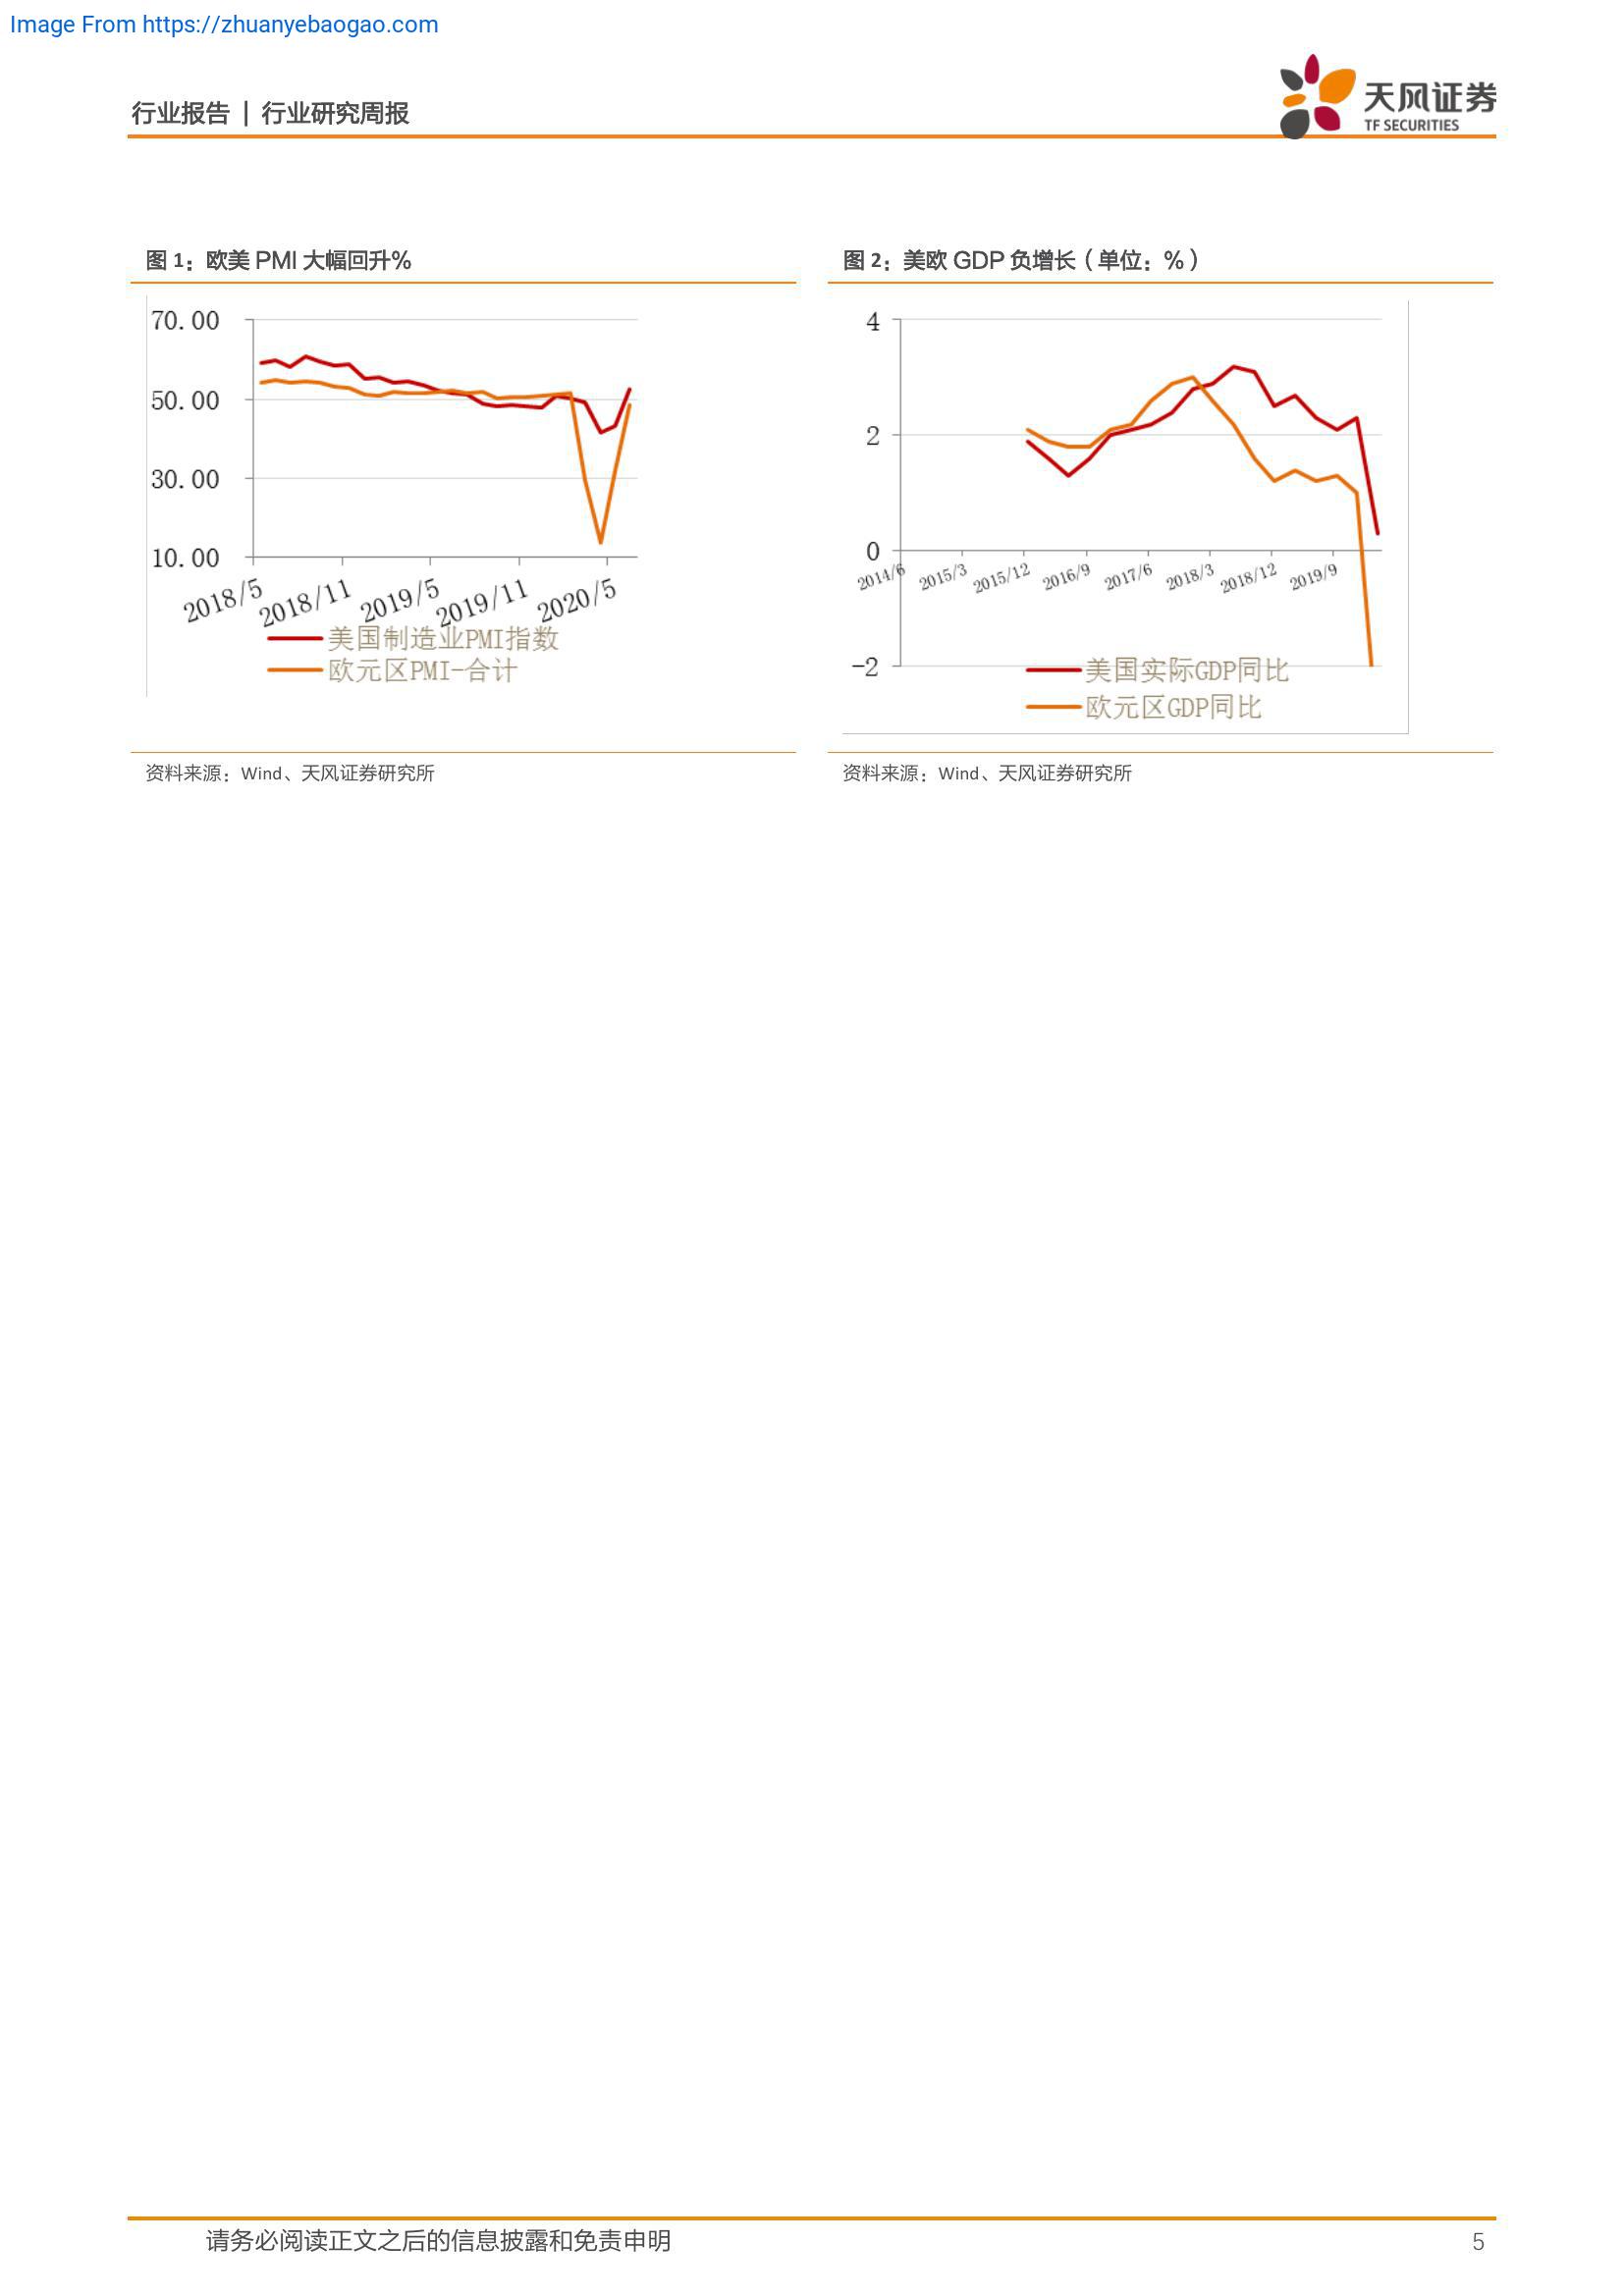 Image From https://zhuanyebaogao.com
行业报告 | 行业研究周报
天风证券
TF SECURITIES
图 1：欧美 PMI 大幅回升%
70.00
50.00
30.00
10.00
2018/5
2018/11
2019/5
2019/11
2020/5
美国制造业PMI指数
欧元区PMI-合计
资料来源：Wind、天风证券研究所
图 2：美欧 GDP 负增长（单位：%）
4
2
0
-2
2014/6
2015/3
2015/12
2016/9
2017/6
2018/3
2018/12
2019/9
美国实际GDP同比
欧元区GDP同比
资料来源：Wind、天风证券研究所
请务必阅读正文之后的信息披露和免责申明
5